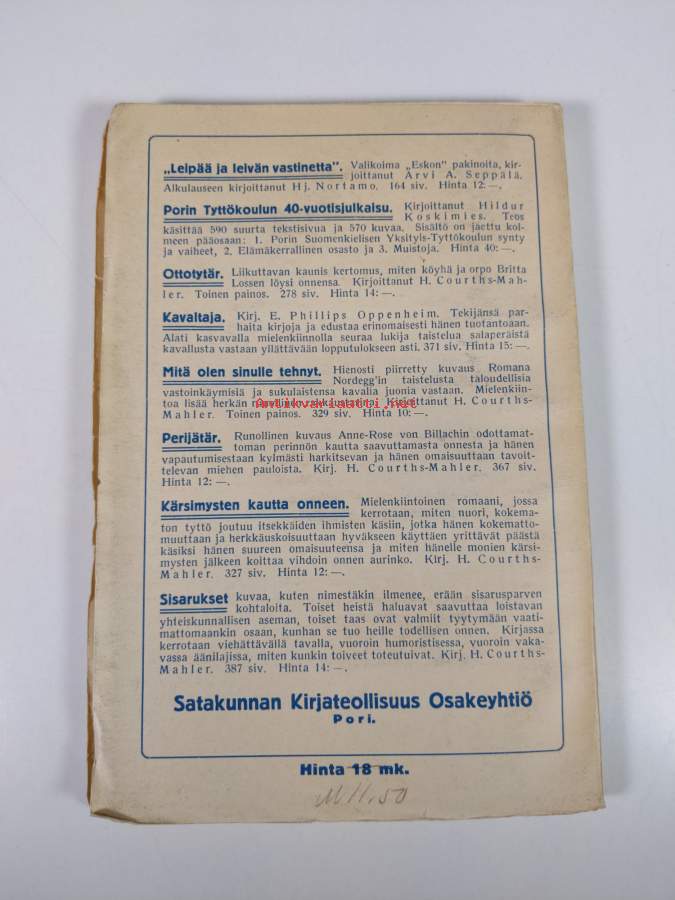 „Leipää ja leivän vastinetta". Valikoima „Eskon" pakinoita, kir-
joittanut Arvi A. Seppälä.
Alkulauseen kirjoittanut Hj. Nortamo. 164 siv. Hinta 12: —.
Porin Tyttökoulun 40-vuotisjulkaisu. Kirjoittanut Hildur
Koskimies. Teos
käsittää 590 suurta tekstisivua ja 570 kuvaa. Sisältö on jaettu kol-
meen pääosaan: 1. Porin Suomenkielisen Yksityis-Tyttökoulun synty
ja vaiheet, 2. Elämäkerrallinen osasto ja 3. Muistoja. Hinta 40: —.
Ottotytär. Liikuttavan kaunis kertomus, miten köyhä ja orpo Britta
Lossen löysi onnensa. Kirjoittanut H. Courths-Mah-
ler. Toinen painos. 278 siv. Hinta 14: —.
Kavaltaja. Kirj. E. Phillips Oppenheim. Tekijänsä par-
haita kirjoja ja edustaa erinomaisesti hänen tuotantoaan.
Alati kasvavalla mielenkiinnolla seuraa lukija taistelua salaperäistä
kavallusta vastaan yllättävään lopputulokseen asti. 371 siv. Hinta 15: —.
Mitä olen sinulle tehnyt. Hienosti piirretty kuvaus Romana
Nordegg'in taistelusta taloudellisia
vastoinkäymisiä ja sukulaistensa kavalia juonia vastaan. Mielenkiin-
toa lisää herkän naivi rakkaustarina. Kirjoittanut H. Courths-
Mahler. Toinen painos. 329 siv. Hinta 10: —.
Antikvariaatti.net
Perijätär. Runollinen kuvaus Anne-Rose von Billachin odottamat-
toman perinnön kautta saavuttamasta onnesta ja hänen
vapautumisestaan kylmästi harkitsevan ja hänen omaisuuttaan tavoit-
televan miehen pauloista. Kirj. H. Courths-Mahler. 367 siv.
Hinta 12: —.
Kärsimysten kautta onneen. Mielenkiintoinen romaani, jossa
kerrotaan, miten nuori, kokema-
ton tyttö joutuu itsekkäiden ihmisten käsiin, jotka hänen kokematto-
muuttaan ja herkkäuskoisuuttaan hyväkseen käyttäen yrittävät päästä
käsiksi hänen suureen omaisuuteensa ja miten hänelle monien kärsi-
mysten jälkeen koittaa vihdoin onnen aurinko. Kirj. H. Courths-
Mahler. 327 siv. Hinta 12: —.
Sisarukset kuvaa, kuten nimestäkin ilmenee, erään sisarusparven
kohtaloita. Toiset heistä haluavat saavuttaa loistavan
yhteiskunnallisen aseman, toiset taas ovat valmiit tyytymään vaati-
mattomaankin osaan, kunhan se tuo heille todellisen onnen. Kirjassa
kerrotaan viehättävällä tavalla, vuoroin humoristisessa, vuoroin vaka-
vassa äänilajissa, miten kunkin toiveet toteutuivat. Kirj. H. Courths-
Mahler. 387 siv. Hinta 14: —.
Satakunnan Kirjateollisuus Osakeyhtiö
Pori.
Hinta 18 mk.
M 11.50